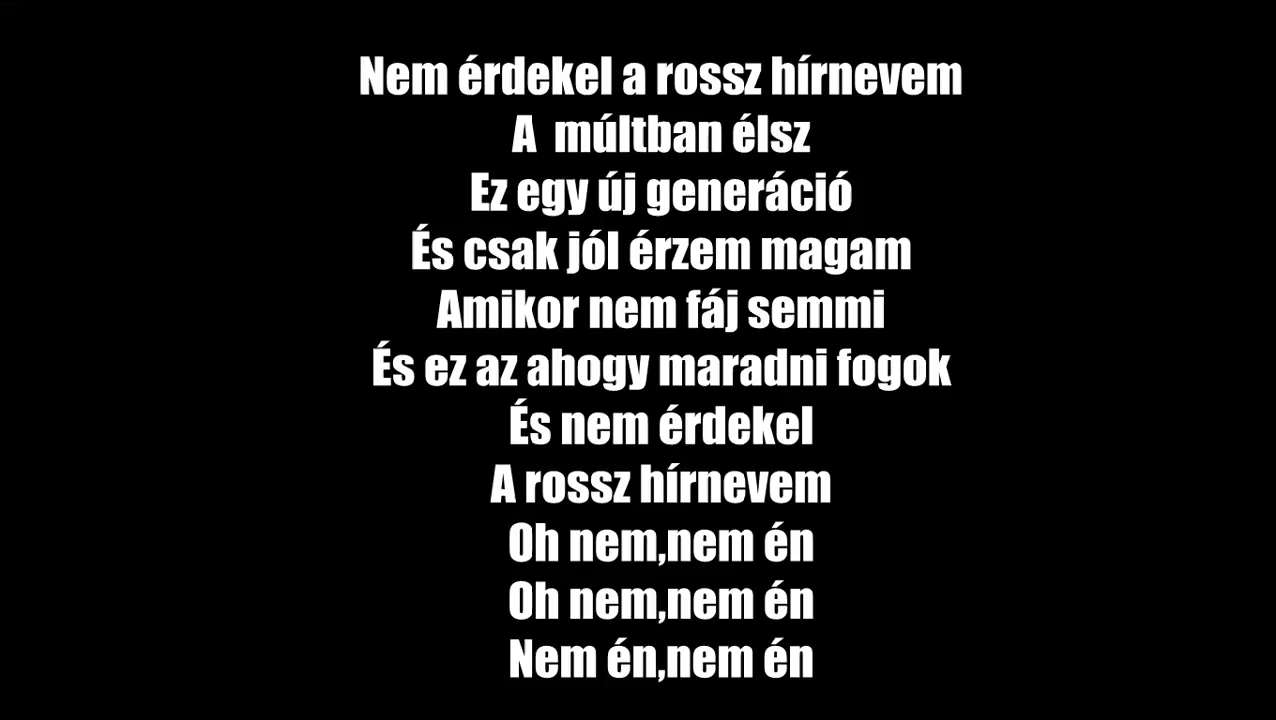 Nem érdekel a rossz hírnevem
A  múltban élsz
Ez egy új generáció
És csak jól érzem magam
Amikor nem fáj semmi
És ez az ahogy maradni fogok
És nem érdekel
A rossz hírnevem
Oh nem,nem én
Oh nem,nem én
Nem én,nem én